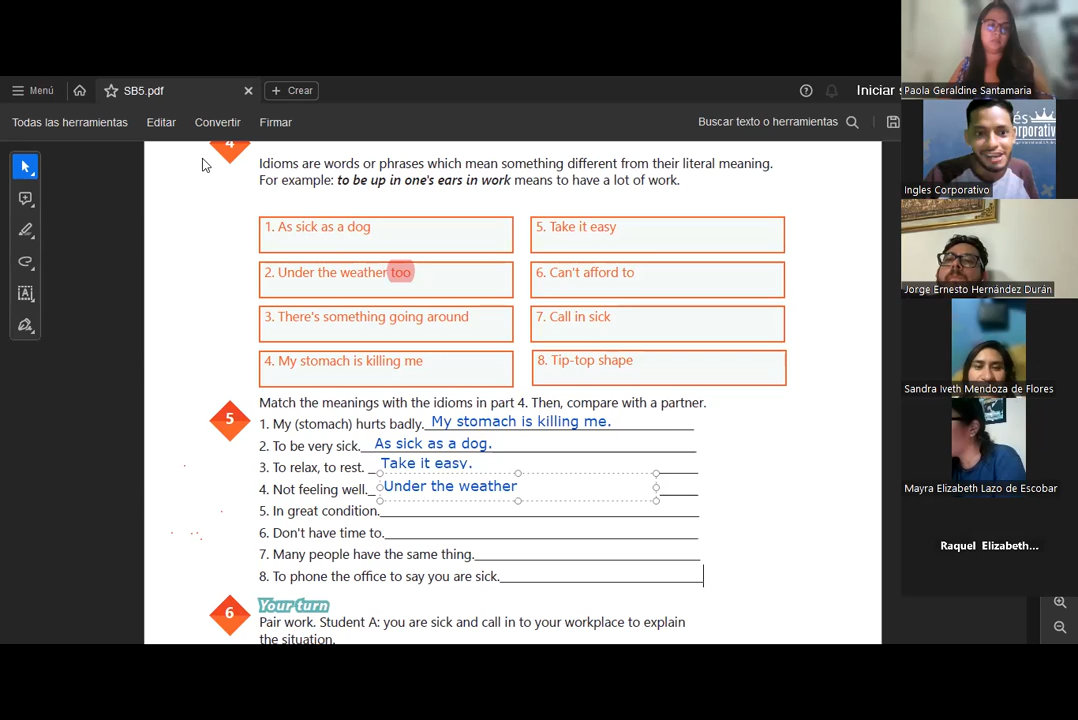 Menú
SB5.pdf
Crear
Iniciar s
Todas las herramientas
Editar
Convertir
Firmar
Buscar texto o herramientas
4
Idioms are words or phrases which mean something different from their literal meaning.
For example: to be up in one's ears in work means to have a lot of work.
1. As sick as a dog
5. Take it easy
2. Under the weather too
6. Can't afford to
3. There's something going around
7. Call in sick
4. My stomach is killing me
8. Tip-top shape
5
Match the meanings with the idioms in part 4. Then, compare with a partner.
1. My (stomach) hurts badly. My stomach is killing me.
2. To be very sick. As sick as a dog.
3. To relax, to rest. Take it easy.
4. Not feeling well. Under the weather
5. In great condition.
6. Don't have time to.
7. Many people have the same thing.
8. To phone the office to say you are sick.
6
Your turn
Pair work. Student A: you are sick and call in to your workplace to explain
the situation.
Paola Geraldine Santamaria
és
orporativ
Ingles Corporativo
Jorge Ernesto Hernández Durán
Sandra Iveth Mendoza de Flores
Mayra Elizabeth Lazo de Escobar
Raquel Elizabeth...